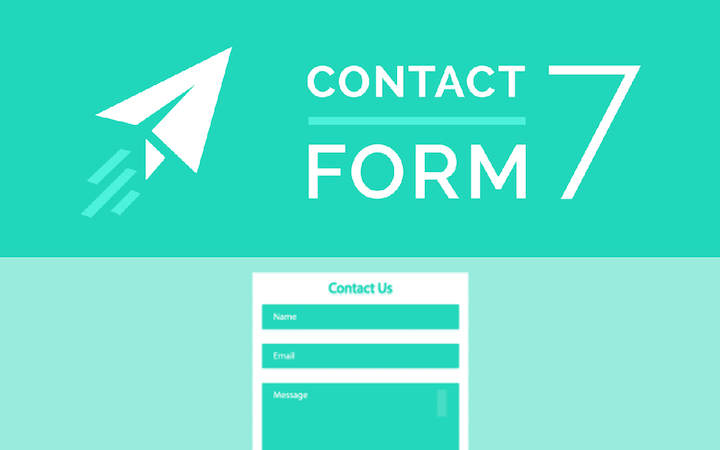 CONTACT
FORM 7
Contact Us
Name
Email
Message